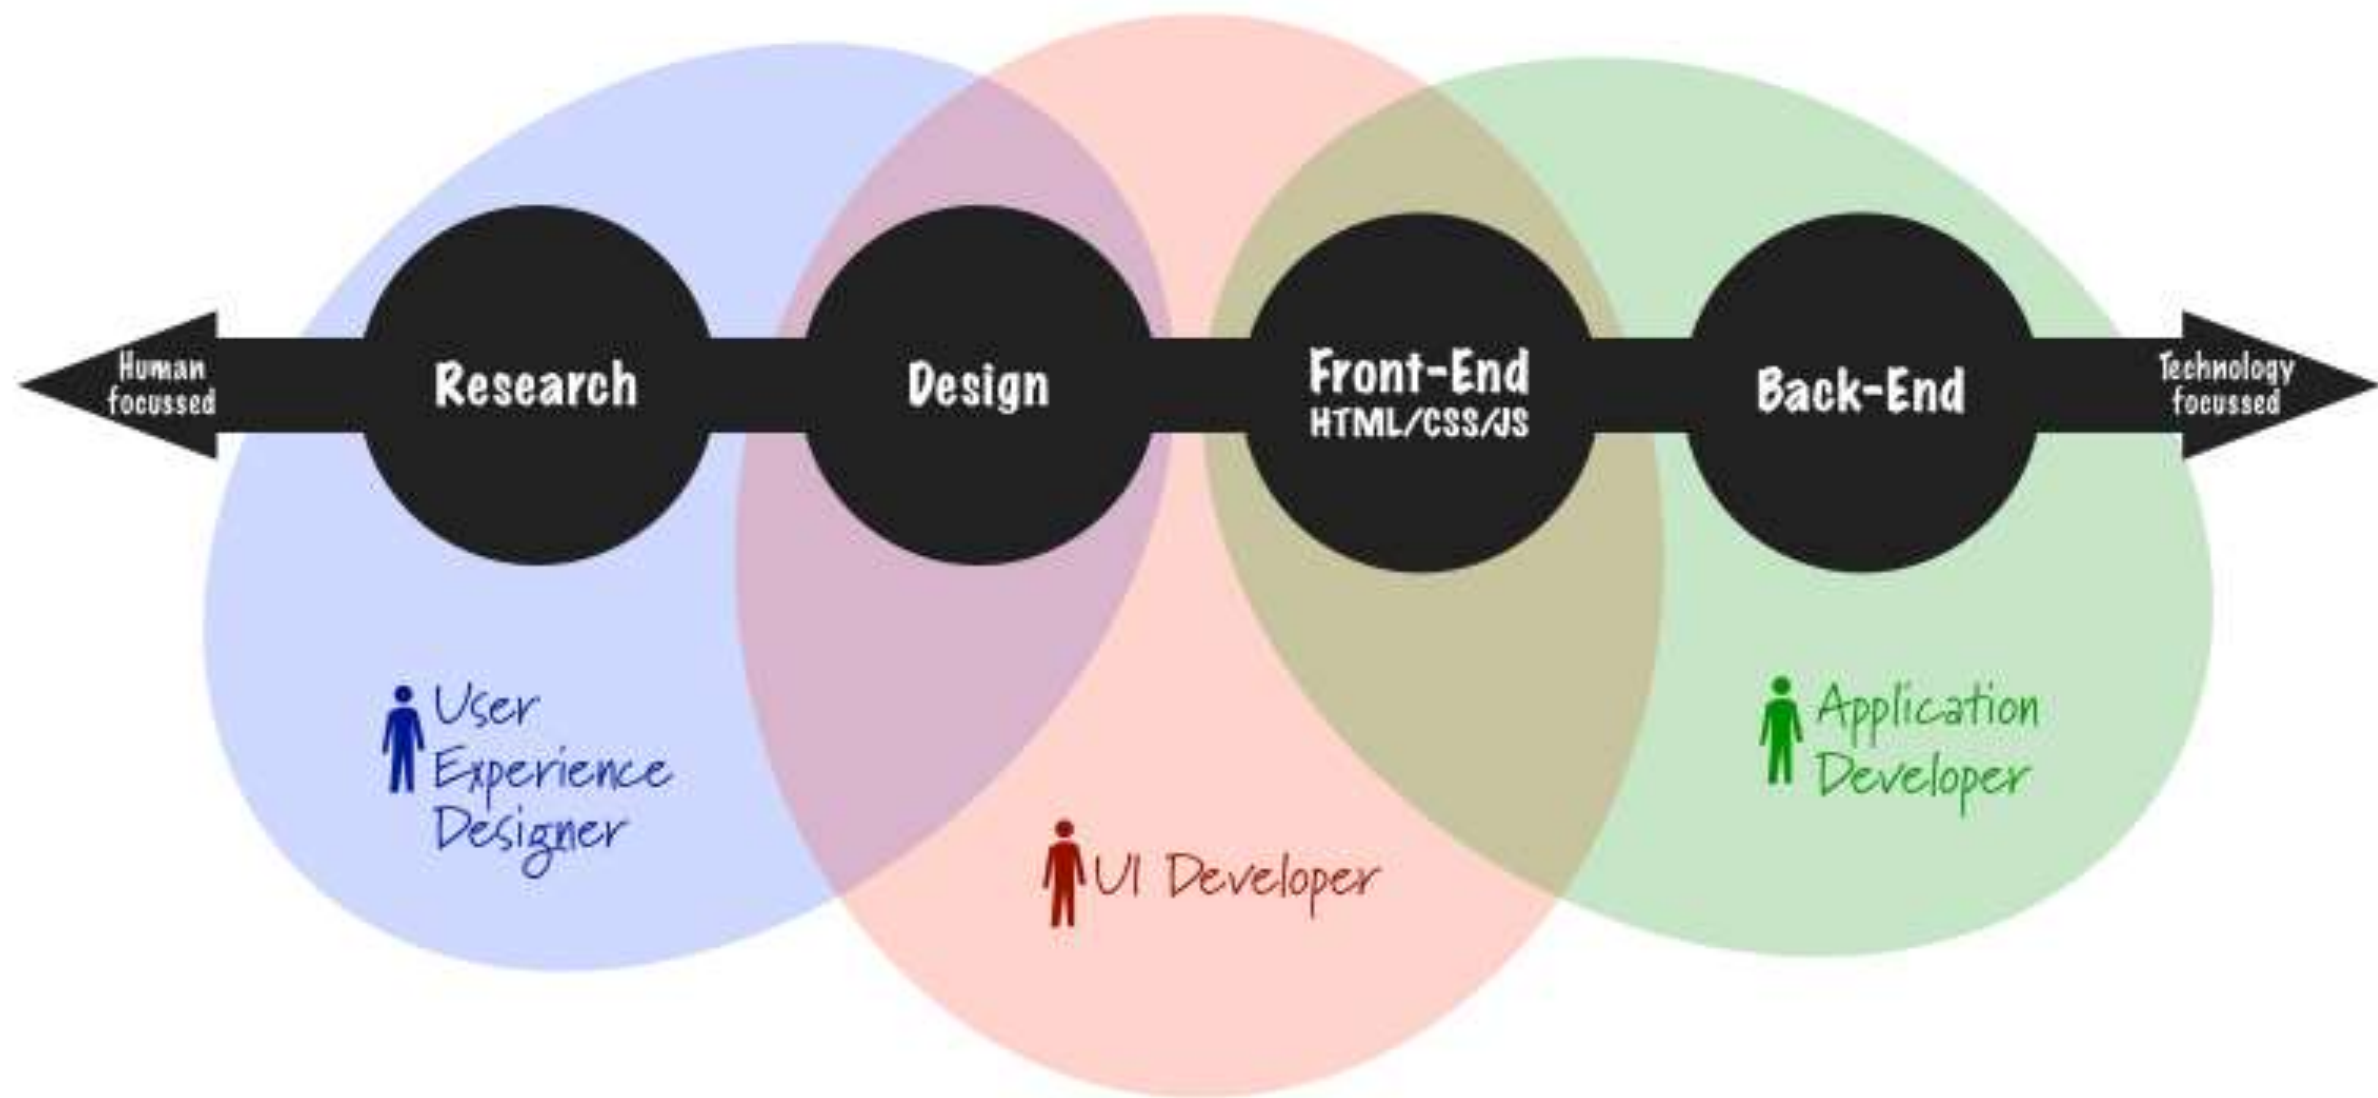 Human
focussed
Research
Design
Front-End
HTML/CSS/JS
Back-End
Technology
focussed
User
Experience
Designer
UI Developer
Application
Developer